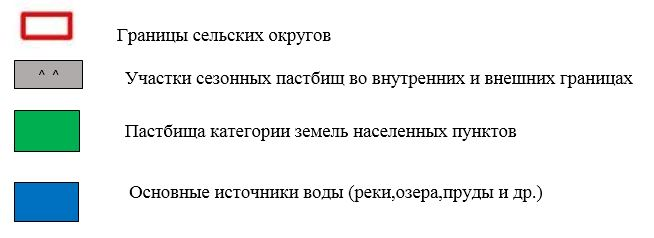 Границы сельских округов
^ ^ Участки сезонных пастбищ во внутренних и внешних границах
Пастбища категории земель населенных пунктов
Основные источники воды (реки,озера,пруды и др.)